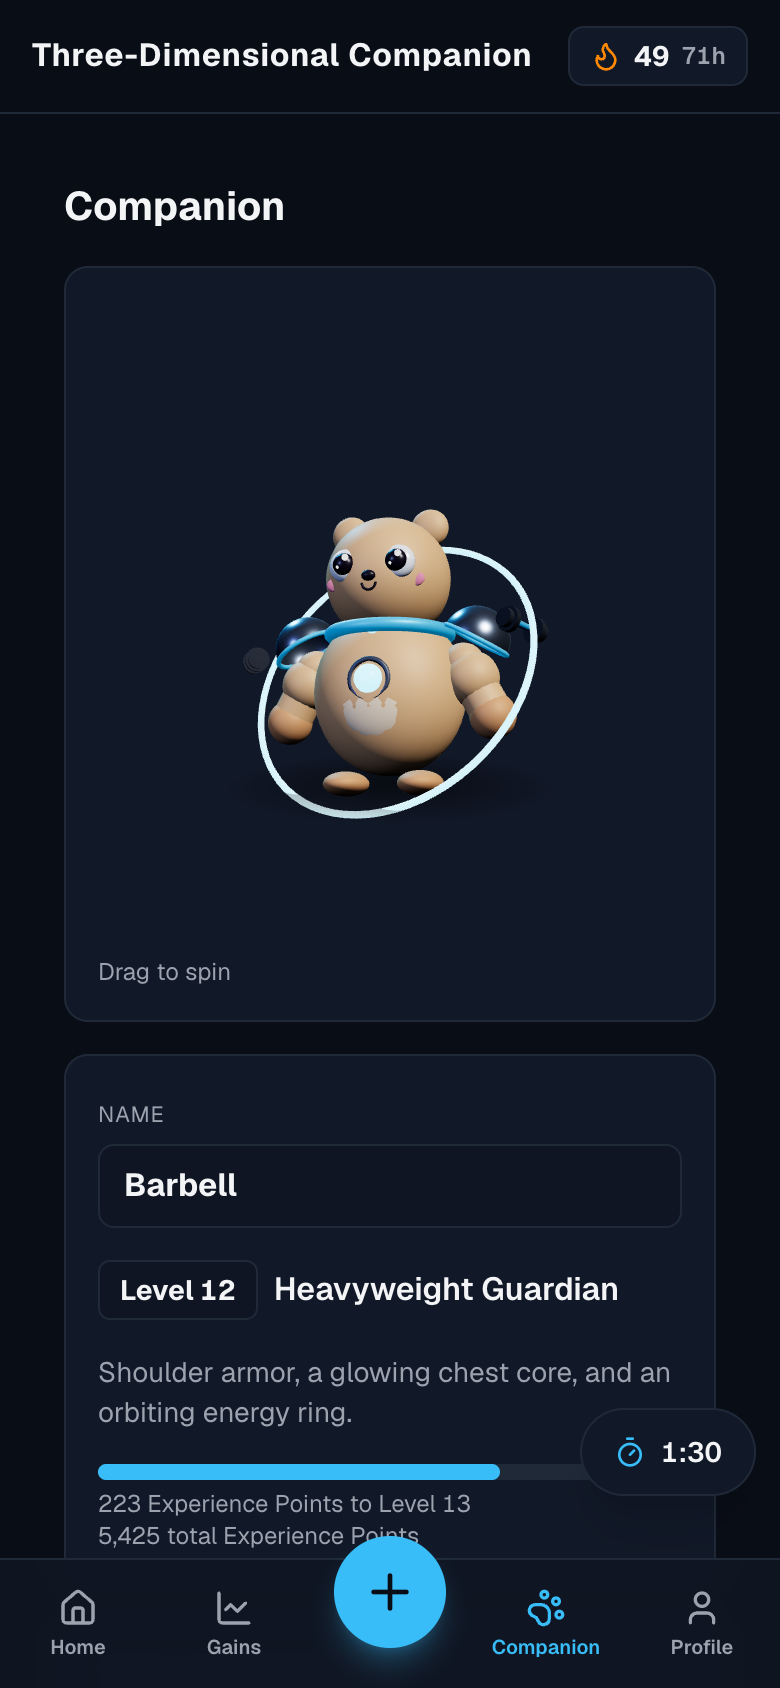 Three-Dimensional Companion
49 71h
Companion
Drag to spin
NAME
Barbell
Level 12 Heavyweight Guardian
Shoulder armor, a glowing chest core, and an
orbiting energy ring.
1:30
223 Experience Points to Level 13
5,425 total Experience Points
Home Gains Companion Profile